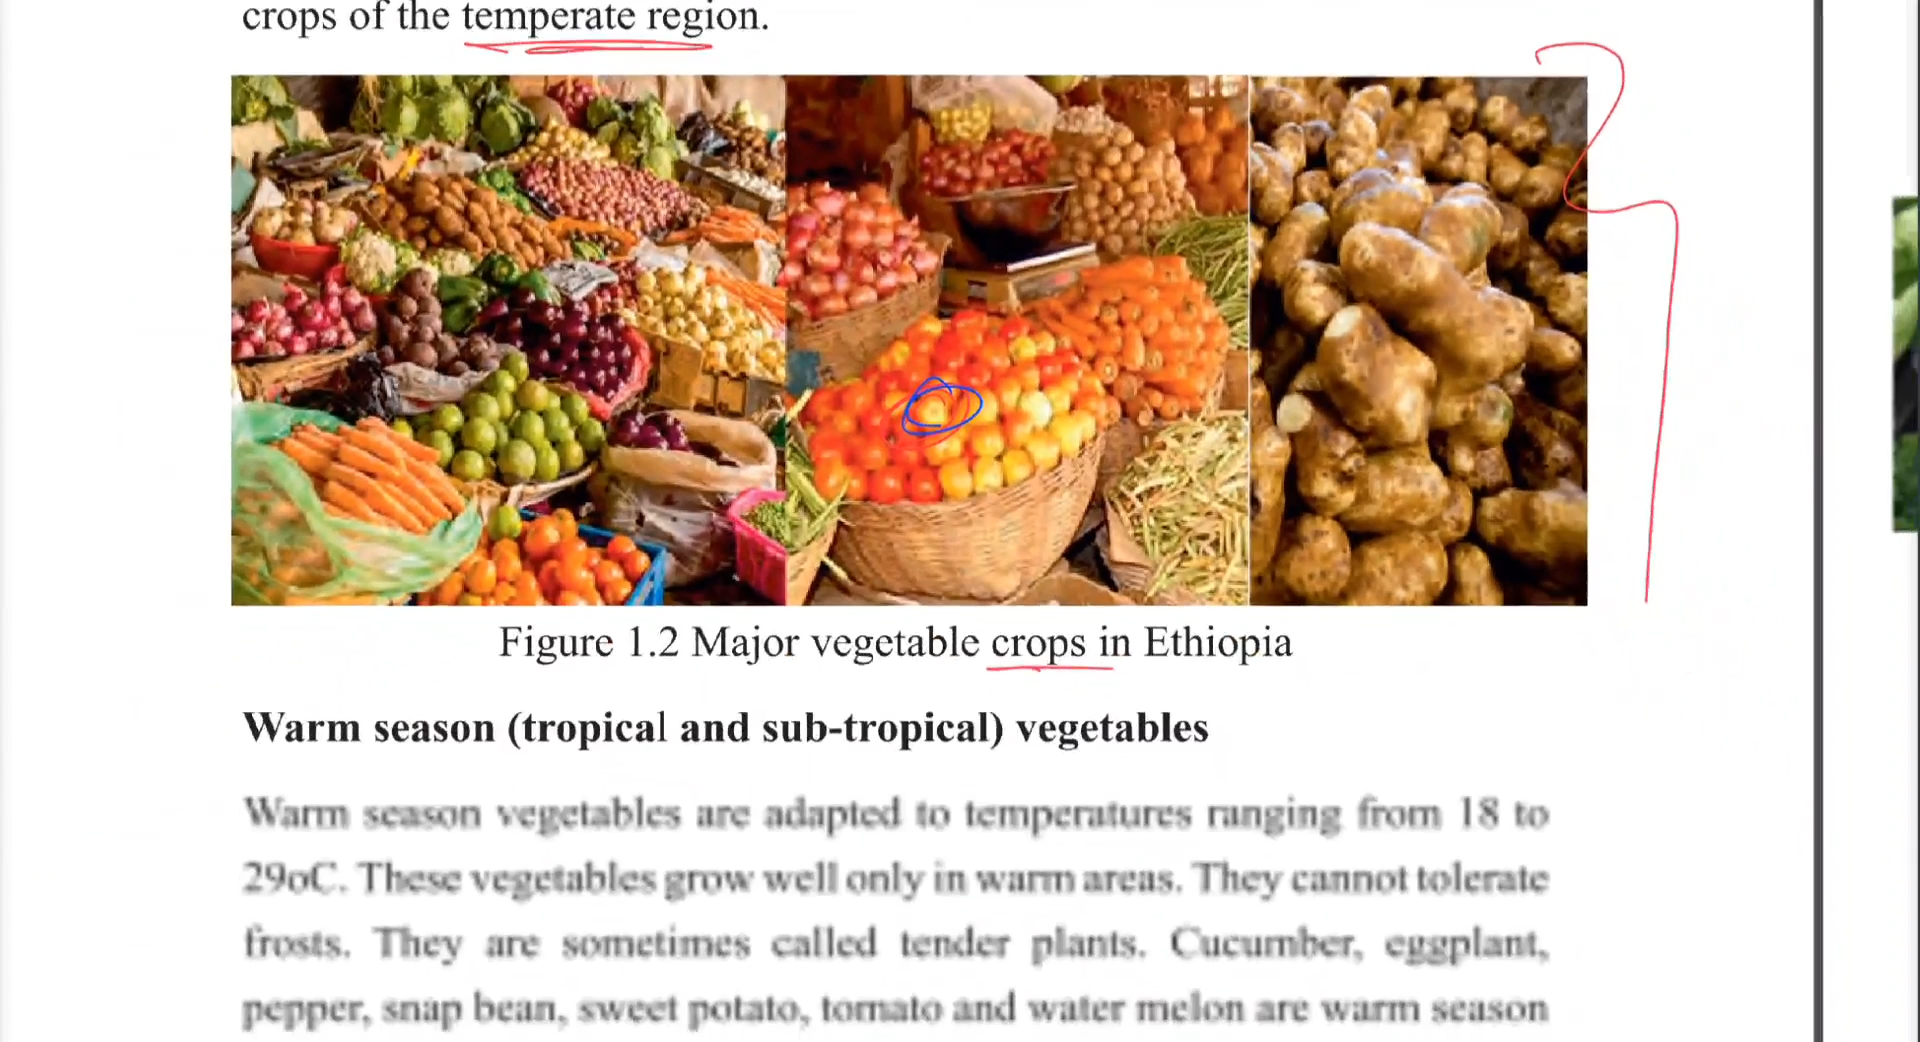 crops of the temperate region.
Figure 1.2 Major vegetable crops in Ethiopia
Warm season (tropical and sub-tropical) vegetables
Warm season vegetables are adapted to temperatures ranging from 18 to
29oC. These vegetables grow well only in warm areas. They cannot tolerate
frosts. They are sometimes called tender plants. Cucumber, eggplant,
pepper, snap bean, sweet potato, tomato and water melon are warm season